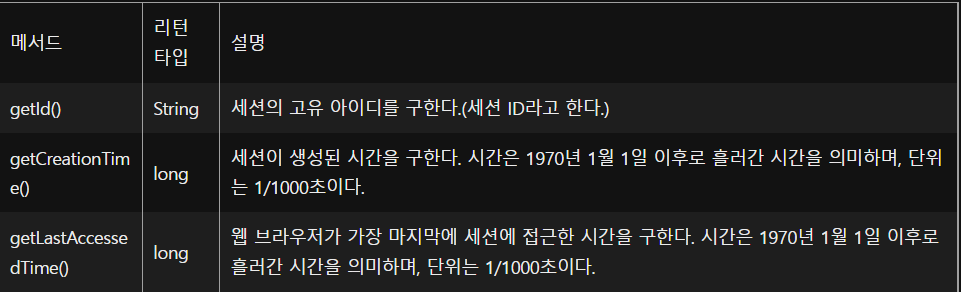 메서드
리턴
타입
설명
getId()
String
세션의 고유 아이디를 구한다.(세션 ID라고 한다.)
getCreationTim
e()
long
세션이 생성된 시간을 구한다. 시간은 1970년 1월 1일 이후로 흘러간 시간을 의미하며, 단위
는 1/1000초이다.
getLastAccesse
dTime()
long
웹 브라우저가 가장 마지막에 세션에 접근한 시간을 구한다. 시간은 1970년 1월 1일 이후로
흘러간 시간을 의미하며, 단위는 1/1000초이다.